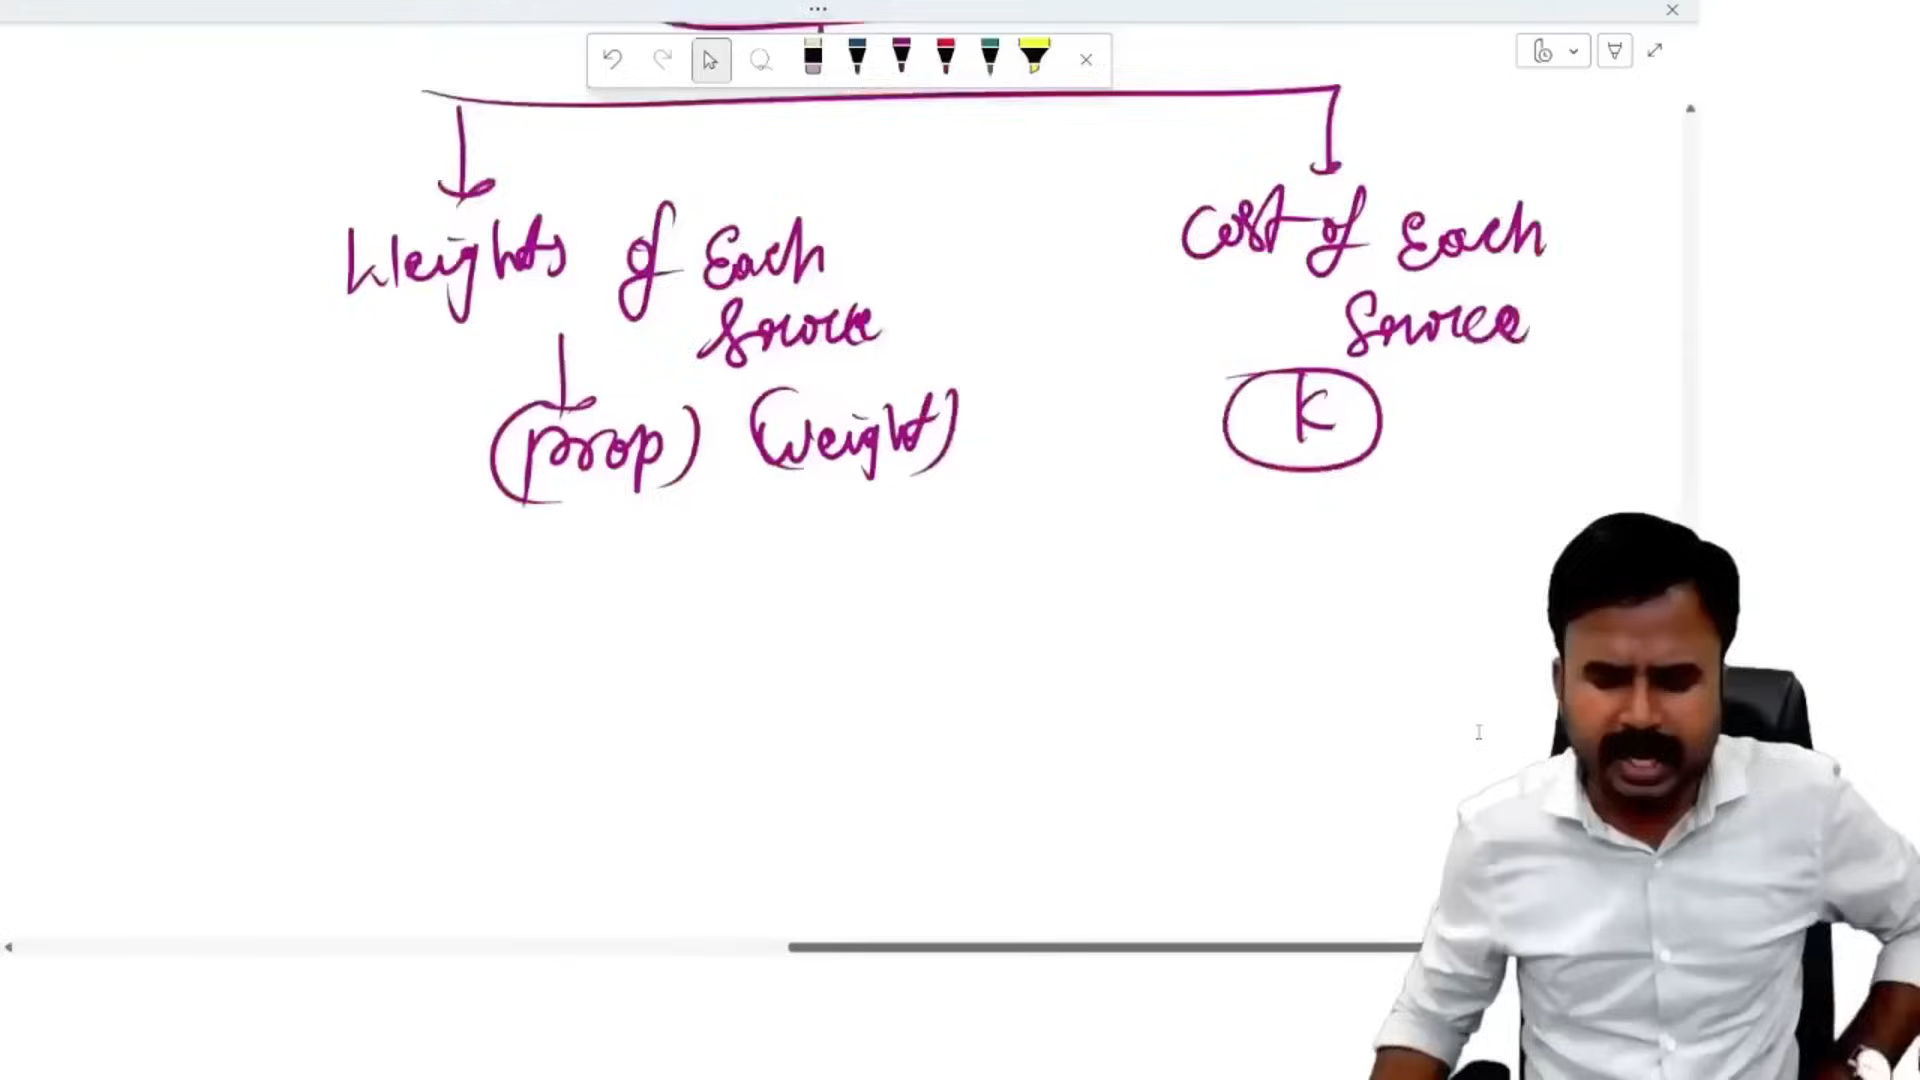 Weights of Each
Source
Cost of Each
Source
(prop) (weight)
K